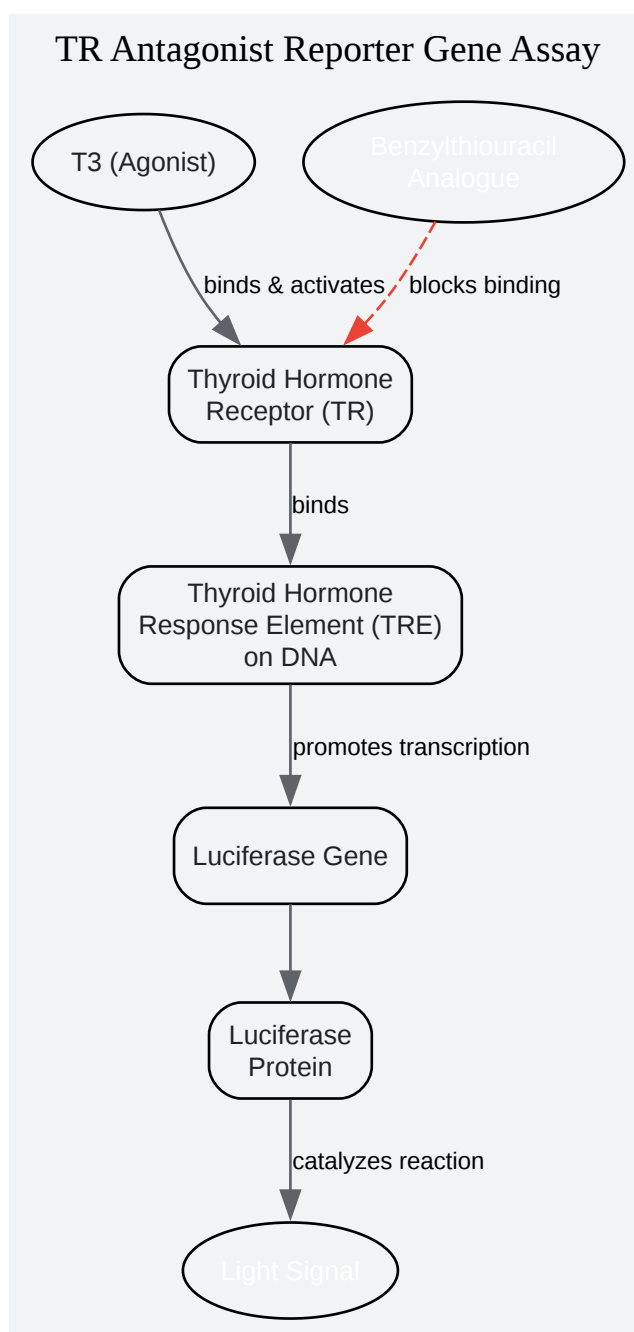 TR Antagonist Reporter Gene Assay
T3 (Agonist)
Benzylthiouracil
Analogue
binds & activates
blocks binding
Thyroid Hormone
Receptor (TR)
binds
Thyroid Hormone
Response Element (TRE)
on DNA
promotes transcription
Luciferase Gene
Luciferase
Protein
catalyzes reaction
Light Signal